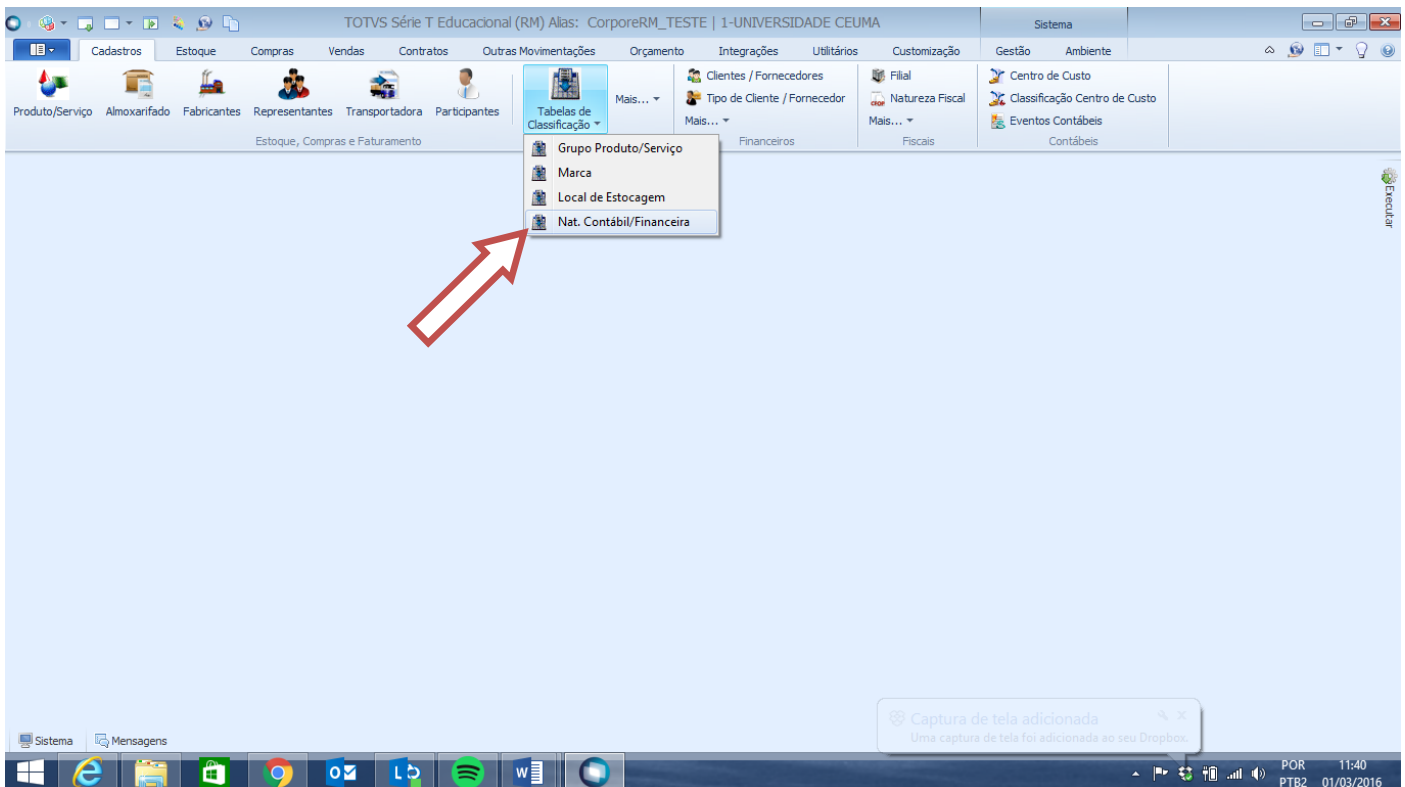 TOTVS Série T Educacional (RM) Alias: CorporeRM_TESTE | 1-UNIVERSIDADE CEUMA
Sistema
Cadastros Estoque Compras Vendas Contratos Outras Movimentações Orçamento Integrações Utilitários Customização Gestão Ambiente
Produto/Serviço Almoxarifado Fabricantes Representantes Transportadora Participantes
Tabelas de
Classificação
Mais...
Estoque, Compras e Faturamento
Grupo Produto/Serviço
Marca
Local de Estocagem
Nat. Contábil/Financeira
Clientes / Fornecedores
Tipo de Cliente / Fornecedor
Mais...
Financeiros
Filial
Natureza Fiscal
Mais...
Fiscais
Centro de Custo
Classificação Centro de Custo
Eventos Contábeis
Contábeis
Executar
Captura de tela adicionada
Uma captura de tela foi adicionada ao seu Dropbox.
Sistema Mensagens
POR 11:40
PTB2 01/03/2016